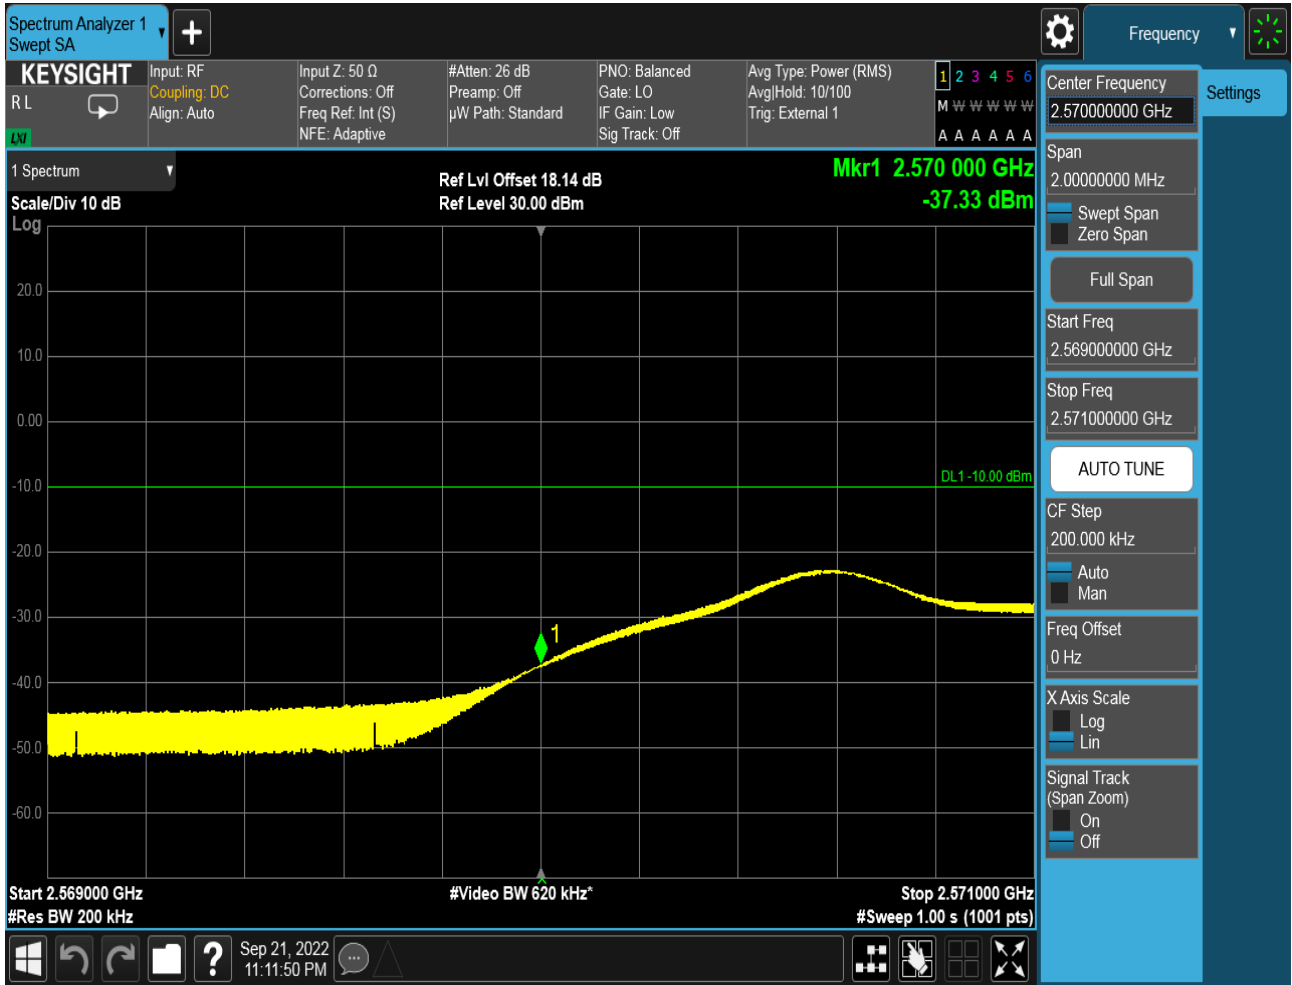 Spectrum Analyzer 1
Swept SA
+
Frequency
KEYSIGHT
R L
LXI
Input: RF
Coupling: DC
Align: Auto
Input Z: 50 Ω
Corrections: Off
Freq Ref: Int (S)
NFE: Adaptive
#Atten: 26 dB
Preamp: Off
µW Path: Standard
PNO: Balanced
Gate: LO
IF Gain: Low
Sig Track: Off
Avg Type: Power (RMS)
Avg|Hold: 10/100
Trig: External 1
1 2 3 4 5 6
M W W W W W
A A A A A A
1 Spectrum
Scale/Div 10 dB
Log
Ref Lvl Offset 18.14 dB
Ref Level 30.00 dBm
Mkr1 2.570 000 GHz
-37.33 dBm
20.0
10.0
0.00
-10.0
-20.0
-30.0
-40.0
-50.0
-60.0
DL1 -10.00 dBm
1
Start 2.569000 GHz
#Res BW 200 kHz
#Video BW 620 kHz*
Stop 2.571000 GHz
#Sweep 1.00 s (1001 pts)
Center Frequency
2.570000000 GHz
Settings
Span
2.00000000 MHz
Swept Span
Zero Span
Full Span
Start Freq
2.569000000 GHz
Stop Freq
2.571000000 GHz
AUTO TUNE
CF Step
200.000 kHz
Auto
Man
Freq Offset
0 Hz
X Axis Scale
Log
Lin
Signal Track
(Span Zoom)
On
Off
?
Sep 21, 2022
11:11:50 PM